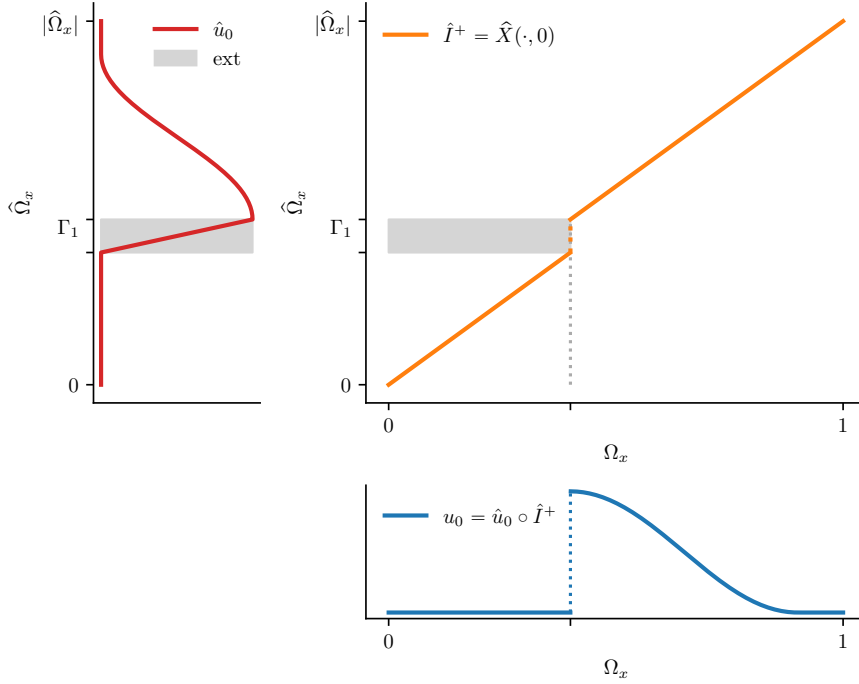 |Ω̂ₓ|
û₀
ext
Ω̂ₓ
Γ₁
0
|Ω̂ₓ|
Î⁺ = X̂(·, 0)
Ω̂ₓ
Γ₁
0
0
1
Ωₓ
u₀ = û₀ ∘ Î⁺
0
1
Ωₓ